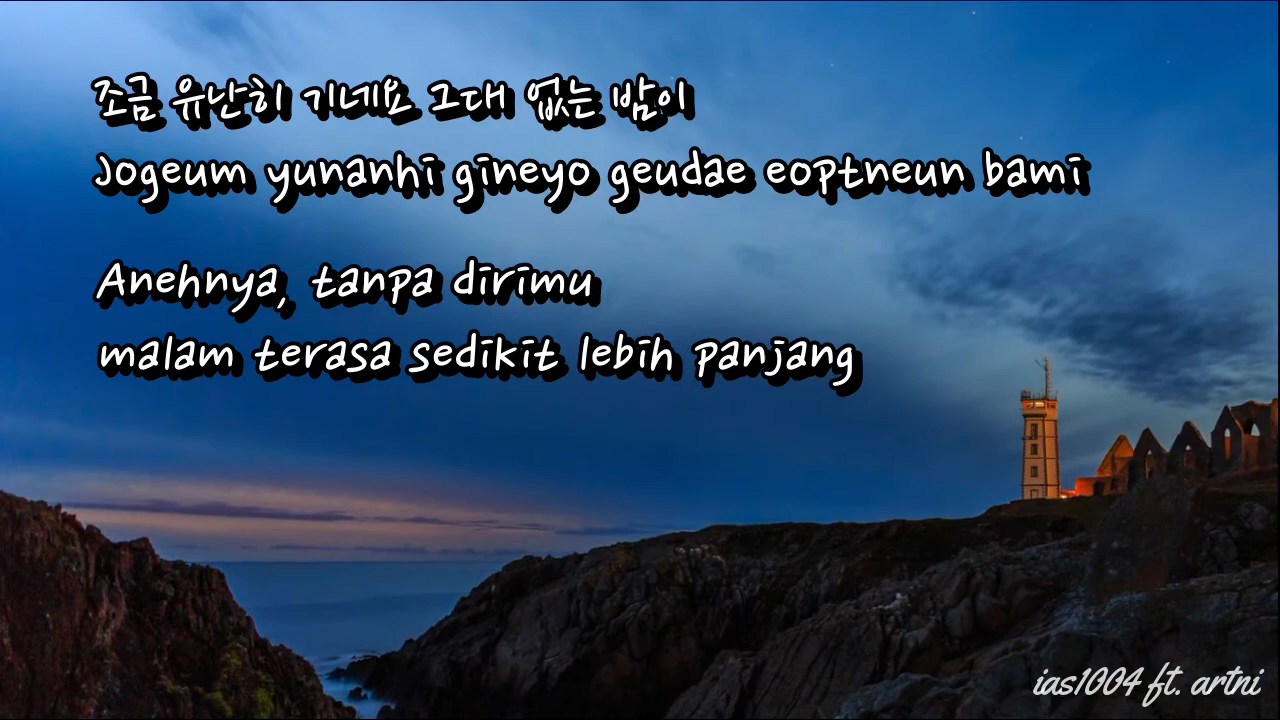 조금 유난히 기네요 그대 없는 밤이
Jogeum yunanhi gineyo geudae eoptneun bami
Anehnya, tanpa dirimu
malam terasa sedikit lebih panjang
ias1004 ft. artni